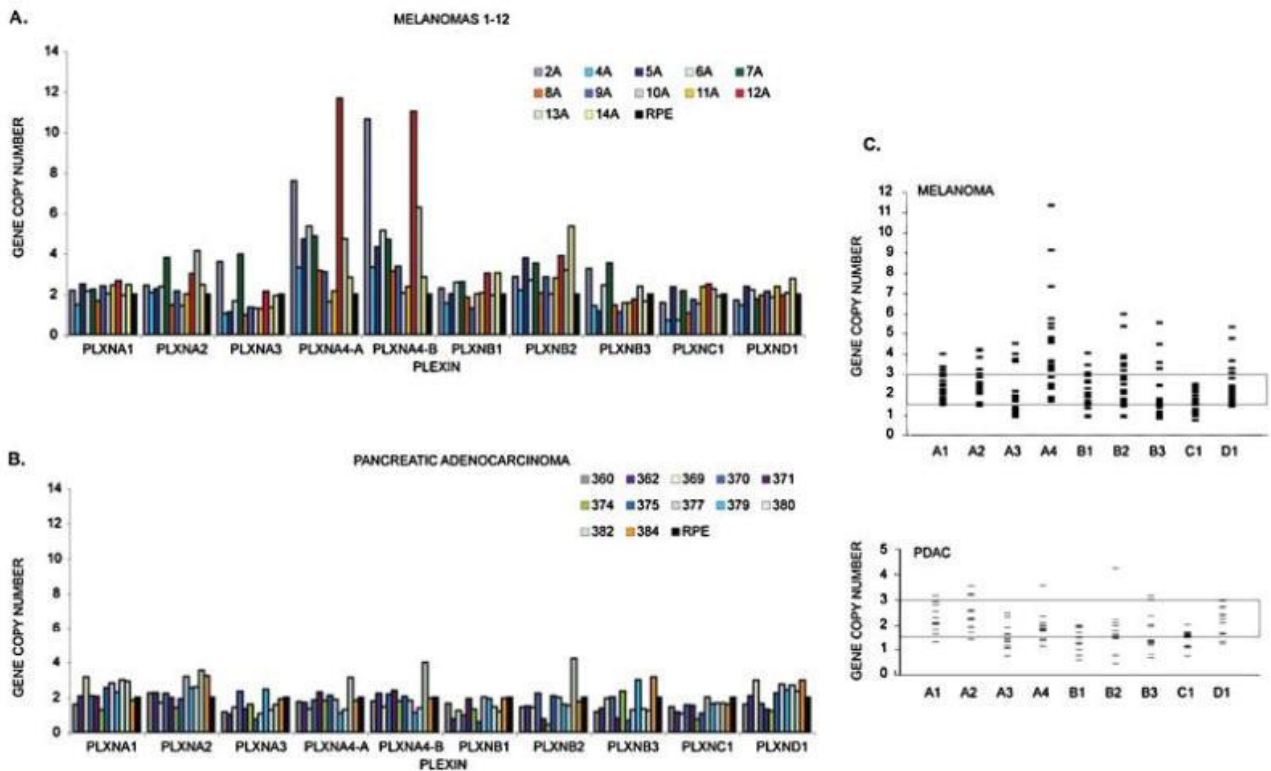 A.
MELANOMAS 1-12
14
12
10
8
6
4
2
0
GENE COPY NUMBER
2A 4A 5A 6A 7A
8A 9A 10A 11A 12A
13A 14A RPE
PLXNA1 PLXNA2 PLXNA3 PLXNA4-A PLXNA4-B PLXNB1 PLXNB2 PLXNB3 PLXNC1 PLXND1
PLEXIN
B.
PANCREATIC ADENOCARCINOMA
14
12
10
8
6
4
2
0
GENE COPY NUMBER
360 362 369 370 371
374 375 377 379 380
382 384 RPE
PLXNA1 PLXNA2 PLXNA3 PLXNA4-A PLXNA4-B PLXNB1 PLXNB2 PLXNB3 PLXNC1 PLXND1
PLEXIN
C.
MELANOMA
12
11
10
9
8
7
6
5
4
3
2
1
0
GENE COPY NUMBER
A1 A2 A3 A4 B1 B2 B3 C1 D1
PDAC
5
4
3
2
1
0
GENE COPY NUMBER
A1 A2 A3 A4 B1 B2 B3 C1 D1